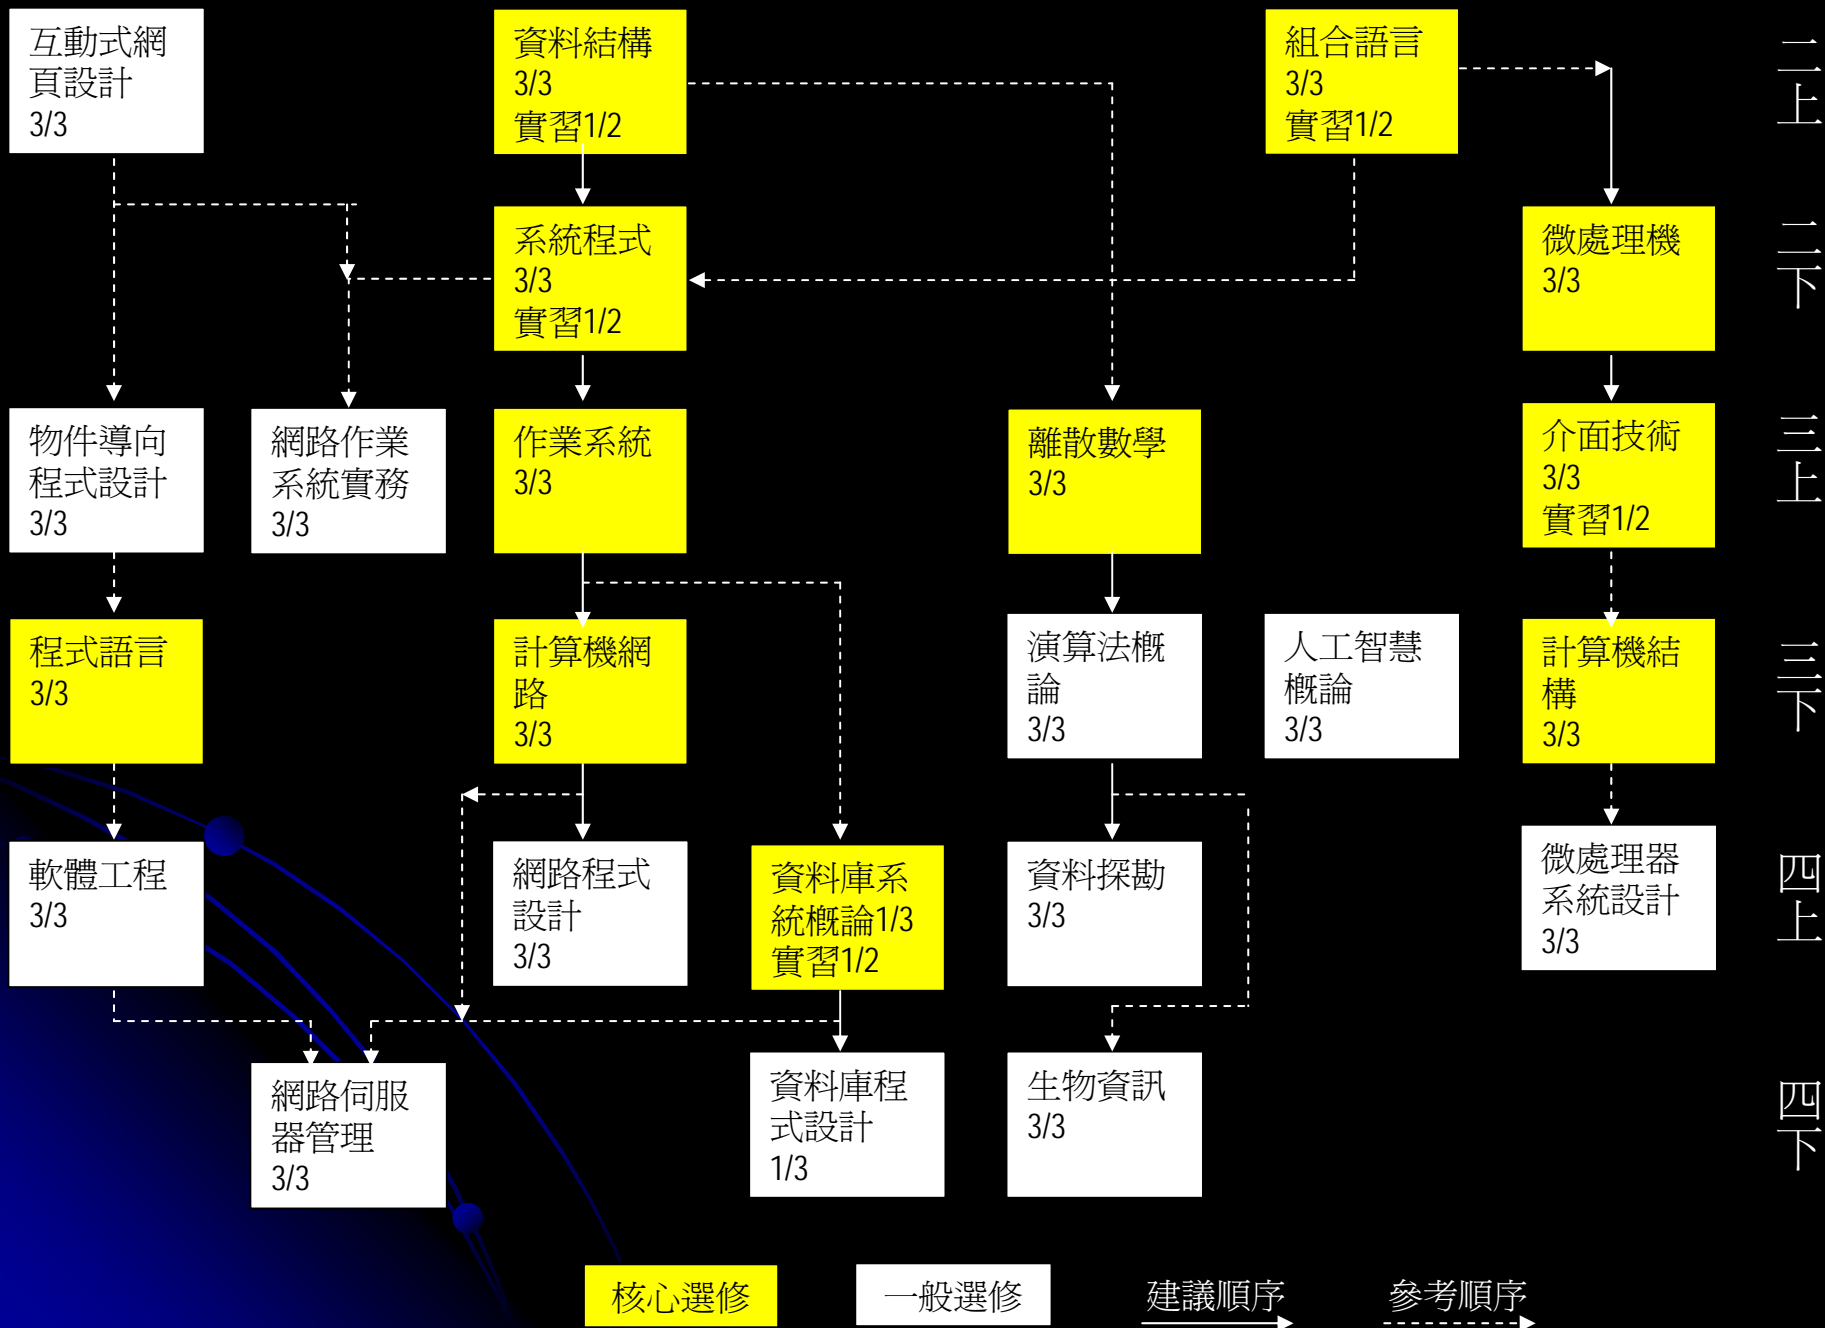 互動式網
頁設計
3/3
資料結構
3/3
實習1/2
組合語言
3/3
實習1/2
二上
系統程式
3/3
實習1/2
微處理機
3/3
二下
物件導向
程式設計
3/3
網路作業
系統實務
3/3
作業系統
3/3
離散數學
3/3
介面技術
3/3
實習1/2
三上
程式語言
3/3
計算機網
路
3/3
演算法概
論
3/3
人工智慧
概論
3/3
計算機結
構
3/3
三下
軟體工程
3/3
網路程式
設計
3/3
資料庫系
統概論1/3
實習1/2
資料探勘
3/3
微處理器
系統設計
3/3
四上
網路伺服
器管理
3/3
資料庫程
式設計
1/3
生物資訊
3/3
四下
核心選修
一般選修
建議順序
參考順序